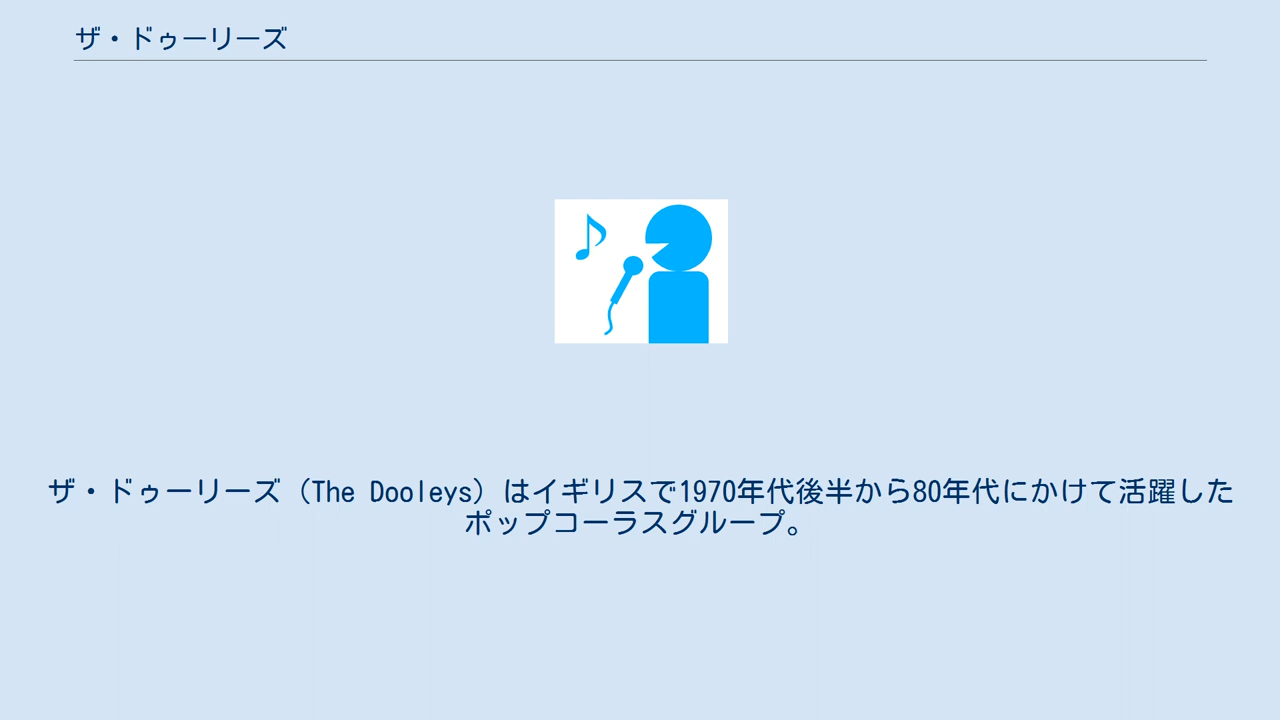 ザ・ドゥーリーズ
ザ・ドゥーリーズ（The Dooleys）はイギリスで1970年代後半から80年代にかけて活躍した
ポップコーラスグループ。